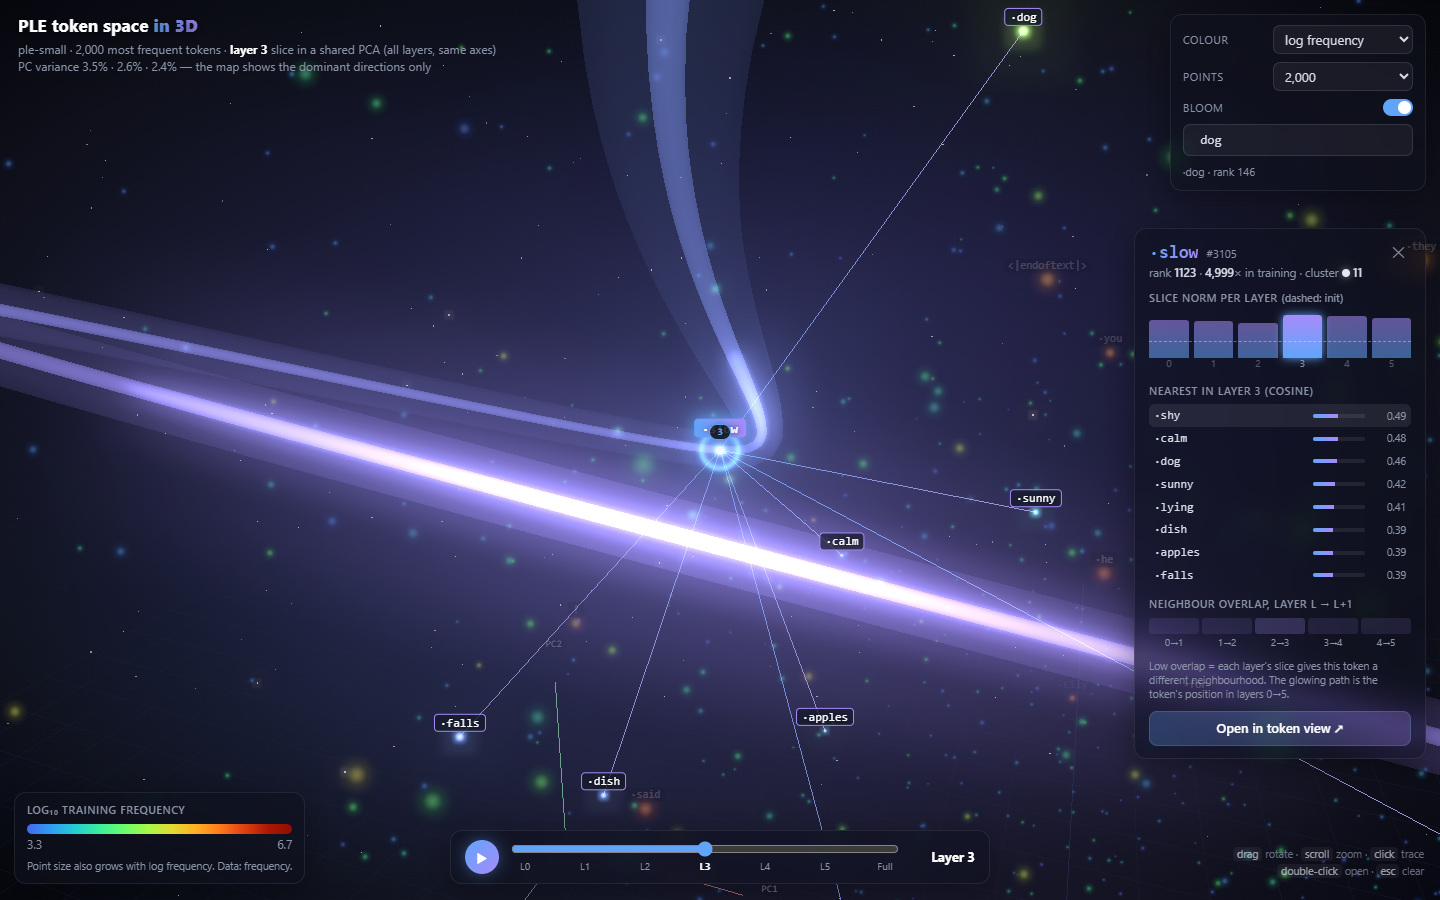 PLE token space in 3D
ple-small · 2,000 most frequent tokens · layer 3 slice in a shared PCA (all layers, same axes)
PC variance 3.5% · 2.6% · 2.4% — the map shows the dominant directions only
·dog
COLOUR
log frequency
POINTS
2,000
BLOOM
dog
·dog · rank 146
<|endoftext|>
·you
·they
·he
·said
·slow #3105
rank 1123 · 4,999× in training · cluster 11
SLICE NORM PER LAYER (dashed: init)
0 1 2 3 4 5
NEAREST IN LAYER 3 (COSINE)
·shy 0.49
·calm 0.48
·dog 0.46
·sunny 0.42
·lying 0.41
·dish 0.39
·apples 0.39
·falls 0.39
NEIGHBOUR OVERLAP, LAYER L → L+1
0→1 1→2 2→3 3→4 4→5
Low overlap = each layer's slice gives this token a
different neighbourhood. The glowing path is the
token's position in layers 0→5.
Open in token view ↗
3
·sunny
·calm
PC2
·falls
·apples
·dish
LOG₁₀ TRAINING FREQUENCY
3.3 6.7
Point size also grows with log frequency. Data: frequency.
L0 L1 L2 L3 L4 L5 Full
Layer 3
PC1
drag rotate · scroll zoom · click trace
double-click open · esc clear